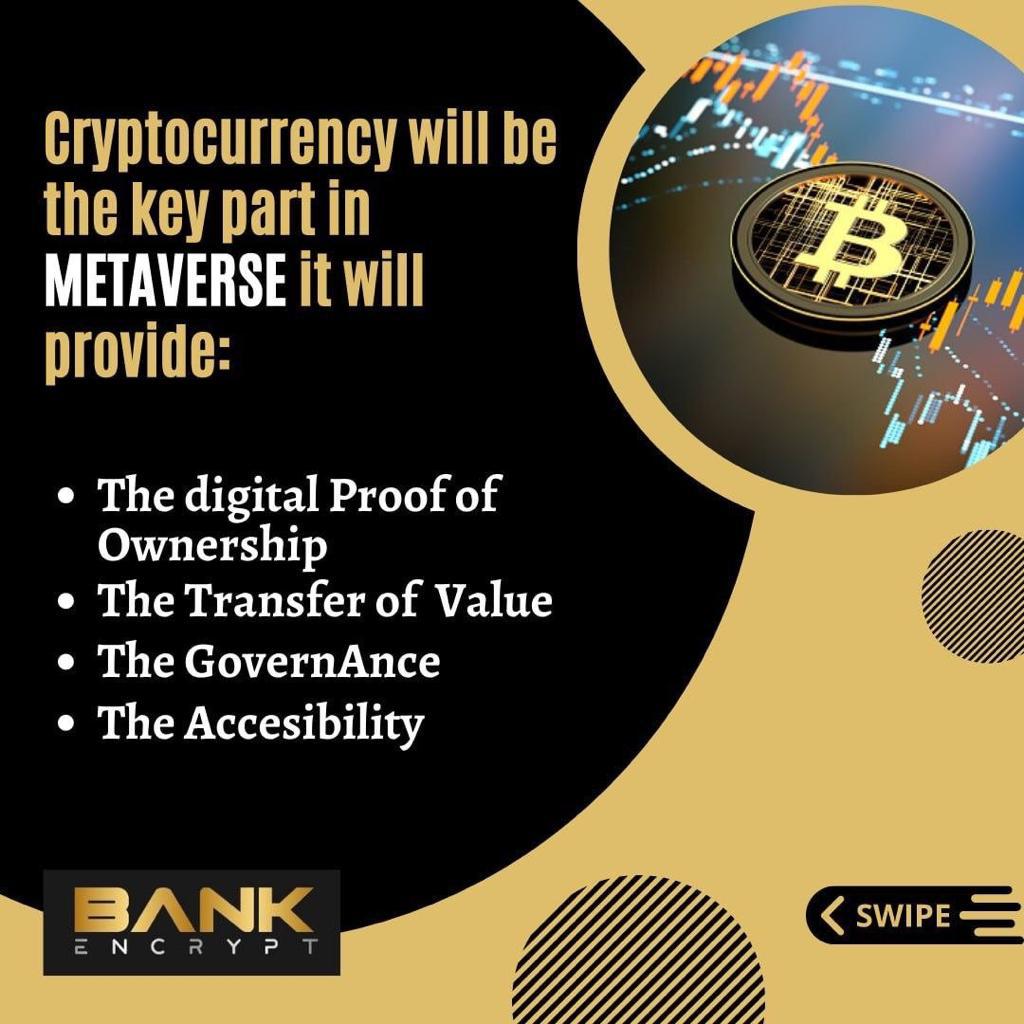 Cryptocurrency will be
the key part in
METAVERSE it will
provide:
• The digital Proof of
Ownership
• The Transfer of Value
• The GovernAnce
• The Accesibility
BANK
ENCRYPT
SWIPE